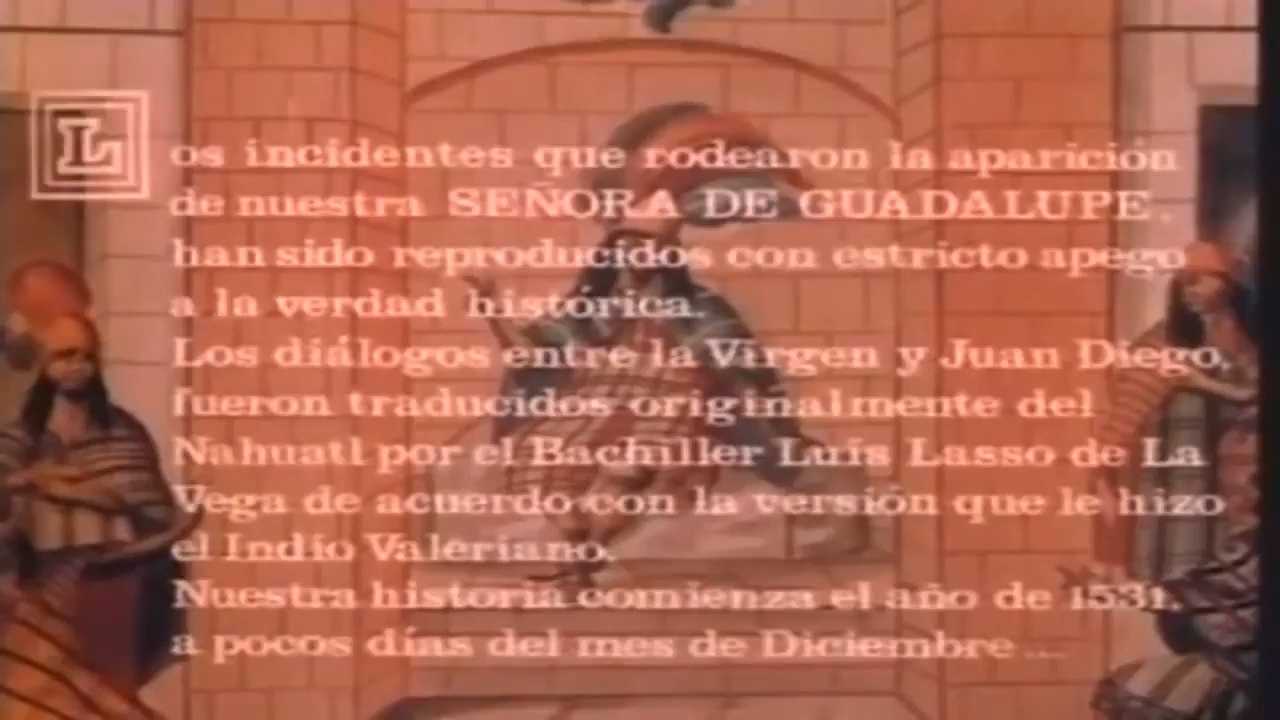 Los incidentes que rodearon la aparición
de nuestra SEÑORA DE GUADALUPE,
han sido reproducidos con estricto apego
a la verdad histórica.
Los diálogos entre la Virgen y Juan Diego,
fueron traducidos originalmente del
Nahuatl por el Bachiller Luis Lasso de La
Vega de acuerdo con la versión que le hizo
el Indio Valeriano.
Nuestra historia comienza el año de 1531,
a pocos días del mes de Diciembre...